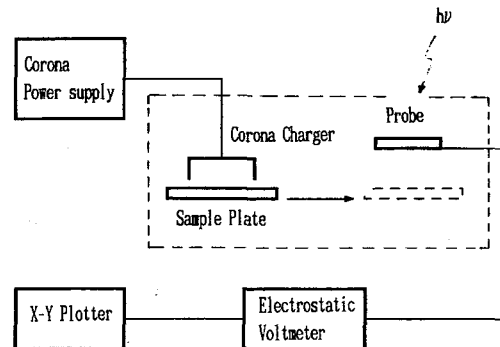 hν
Corona
Power supply
Probe
Corona Charger
Sample Plate
X-Y Plotter
Electrostatic
Voltmeter